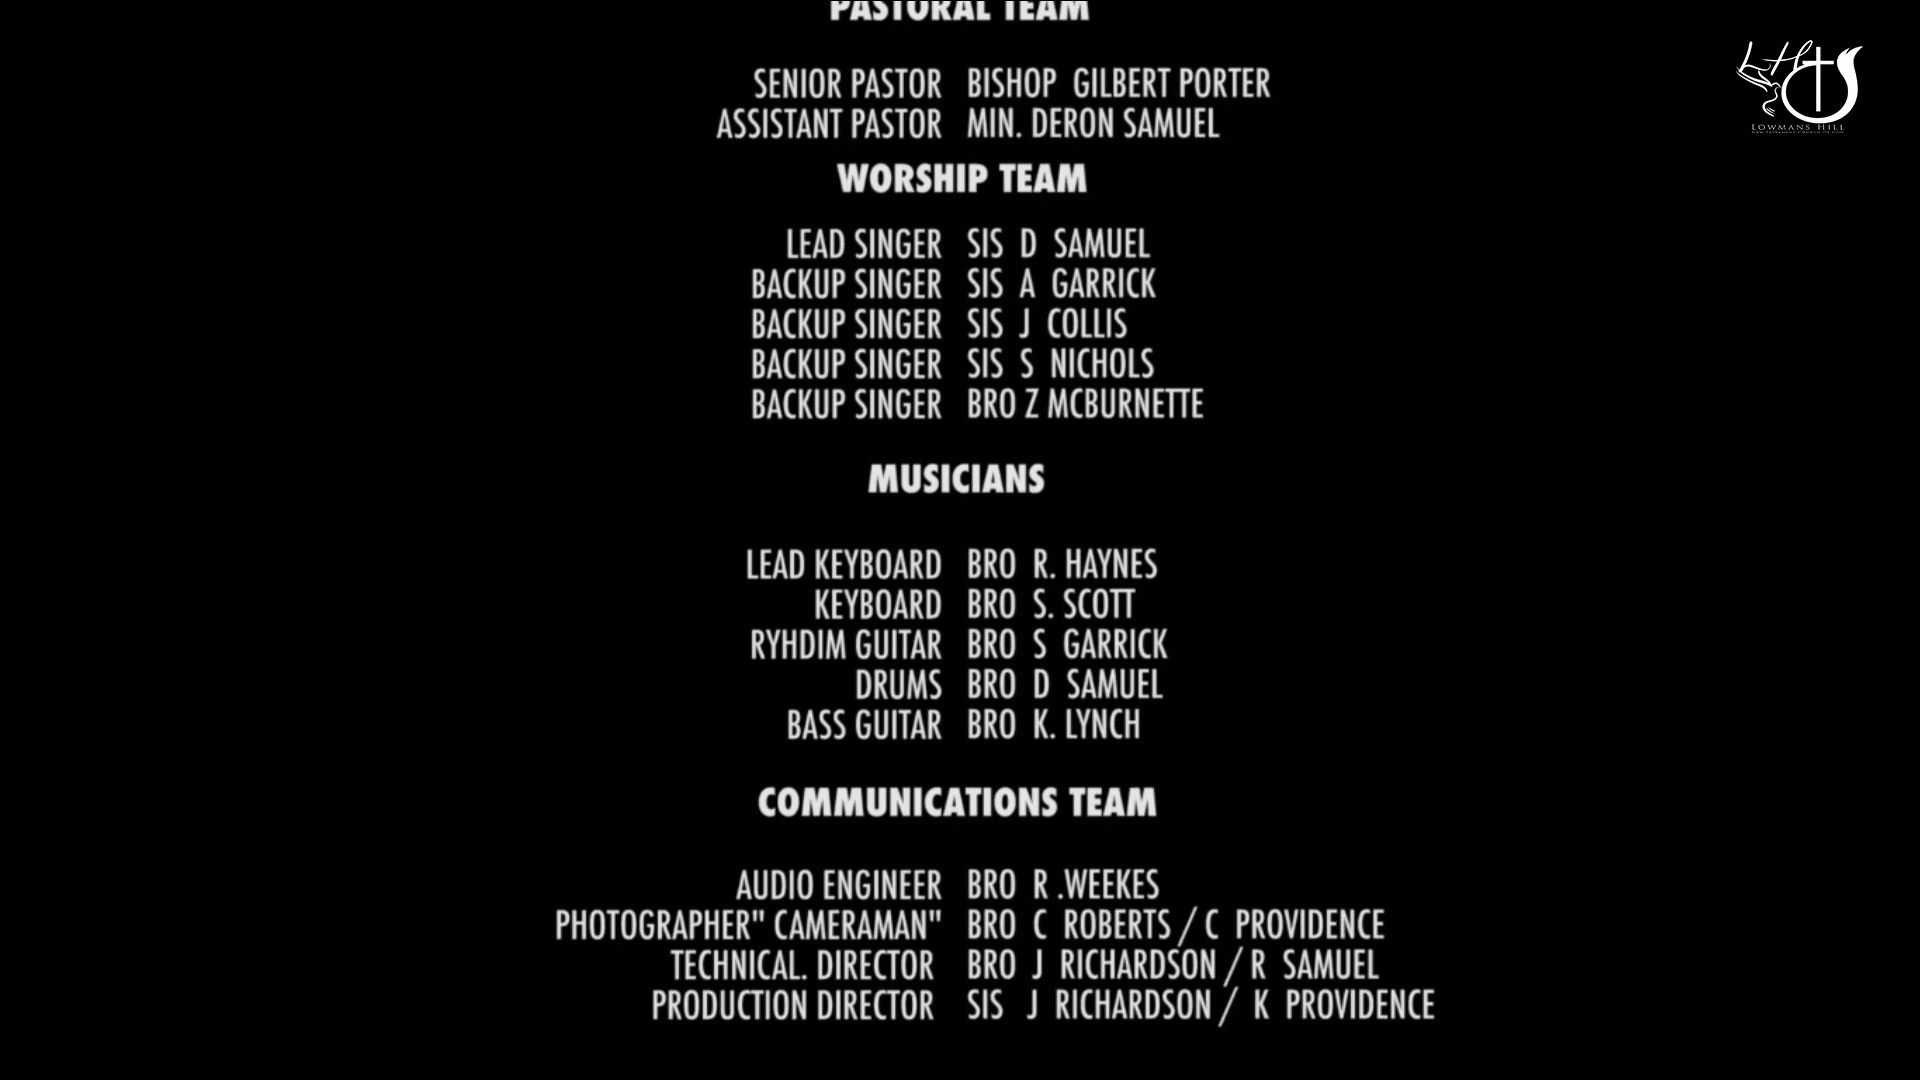 PASTORAL TEAM
SENIOR PASTOR BISHOP GILBERT PORTER
ASSISTANT PASTOR MIN. DERON SAMUEL
WORSHIP TEAM
LEAD SINGER SIS D SAMUEL
BACKUP SINGER SIS A GARRICK
BACKUP SINGER SIS J COLLIS
BACKUP SINGER SIS S NICHOLS
BACKUP SINGER BRO Z MCBURNETTE
MUSICIANS
LEAD KEYBOARD BRO R. HAYNES
KEYBOARD BRO S. SCOTT
RYHDIM GUITAR BRO S GARRICK
DRUMS BRO D SAMUEL
BASS GUITAR BRO K. LYNCH
COMMUNICATIONS TEAM
AUDIO ENGINEER BRO R .WEEKES
PHOTOGRAPHER" CAMERAMAN" BRO C ROBERTS / C PROVIDENCE
TECHNICAL. DIRECTOR BRO J RICHARDSON / R SAMUEL
PRODUCTION DIRECTOR SIS J RICHARDSON / K PROVIDENCE
LH
LOWMANS HILL